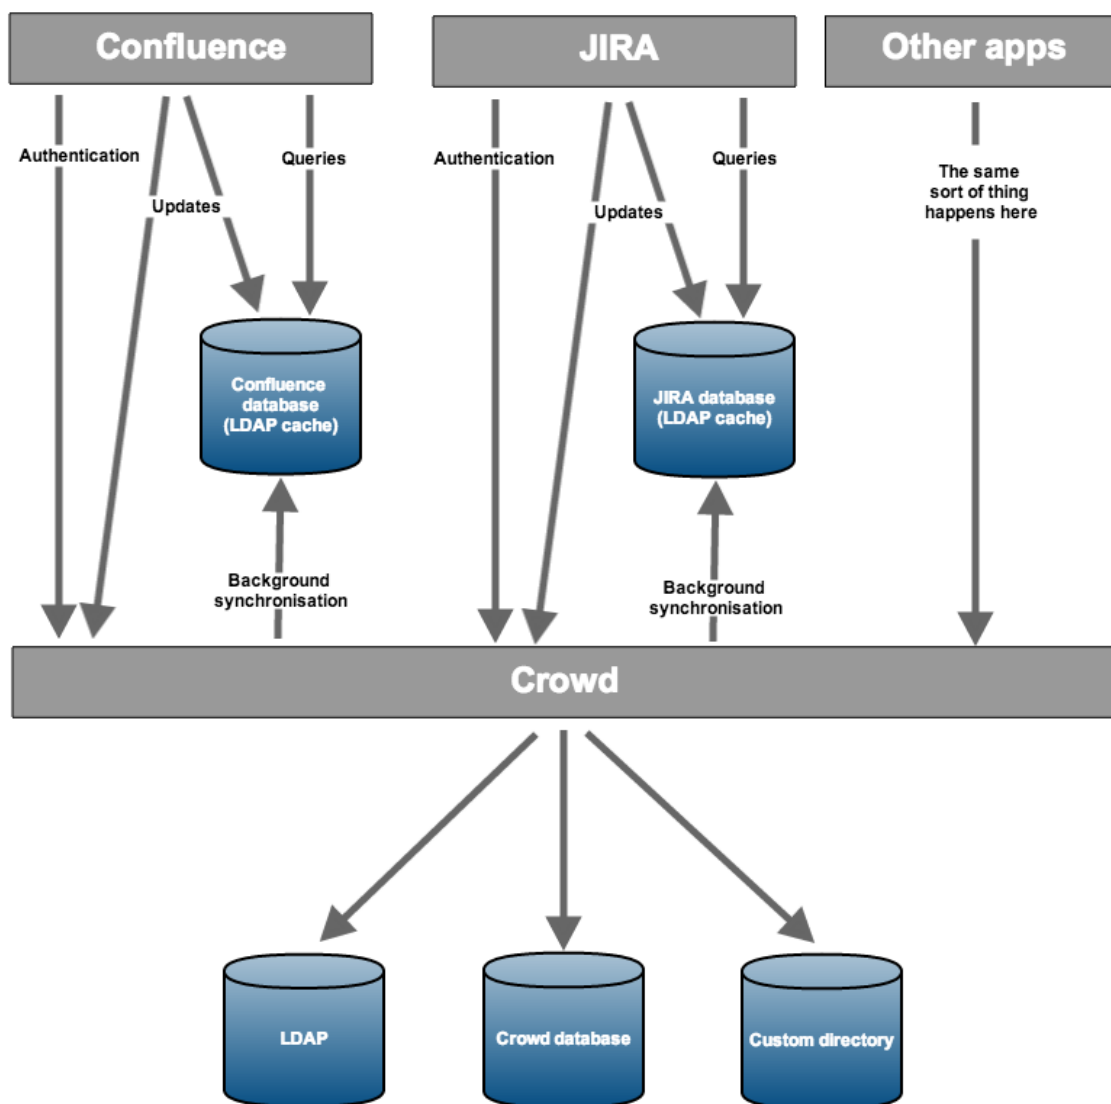 Confluence
JIRA
Other apps
Authentication
Queries
Updates
Authentication
Queries
Updates
The same
sort of thing
happens here
Confluence
database
(LDAP cache)
JIRA database
(LDAP cache)
Background
synchronisation
Background
synchronisation
Crowd
LDAP
Crowd database
Custom directory